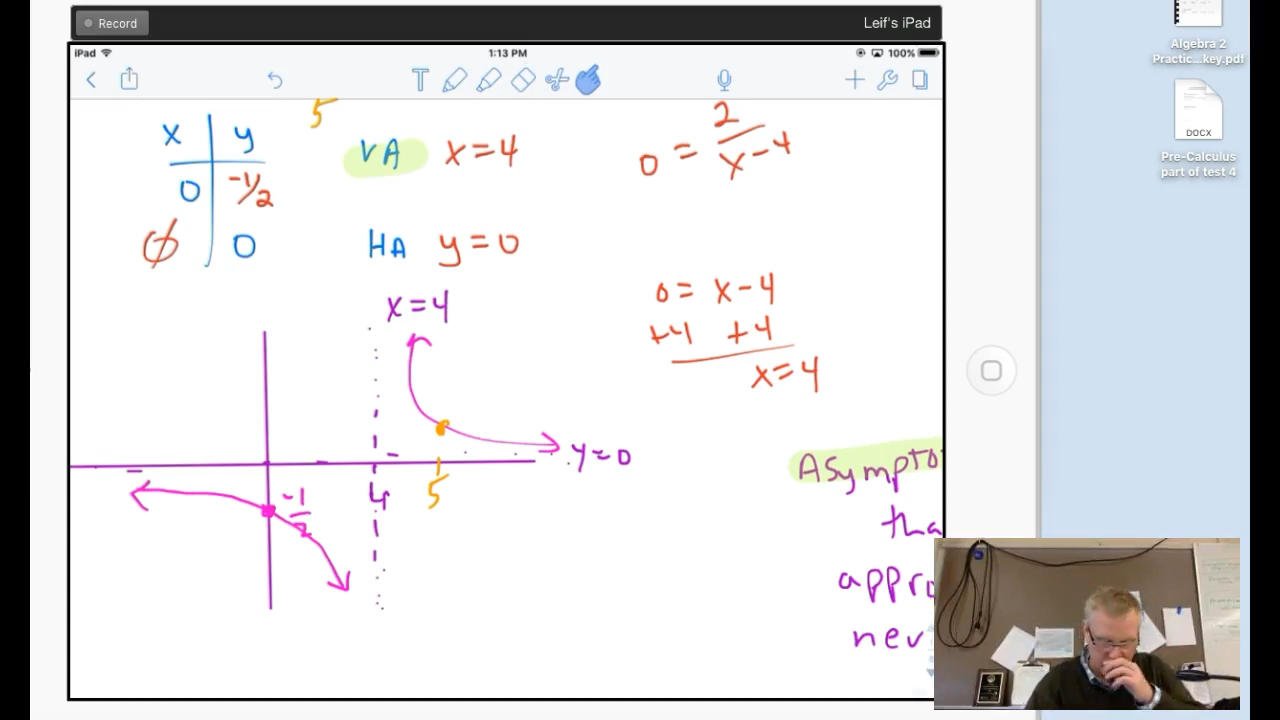 Record
Leif's iPad
iPad
1:13 PM
100%
Algebra 2
Practic...key.pdf
DOCX
Pre-Calculus
part of test 4
5
x y
0 -1/2
∅ 0
VA x=4
HA y=0
0 = 2/x-4
0 = x-4
+4 +4
x=4
x=4
y=0
4
5
-1/2
Asympto
tha
appro
nev